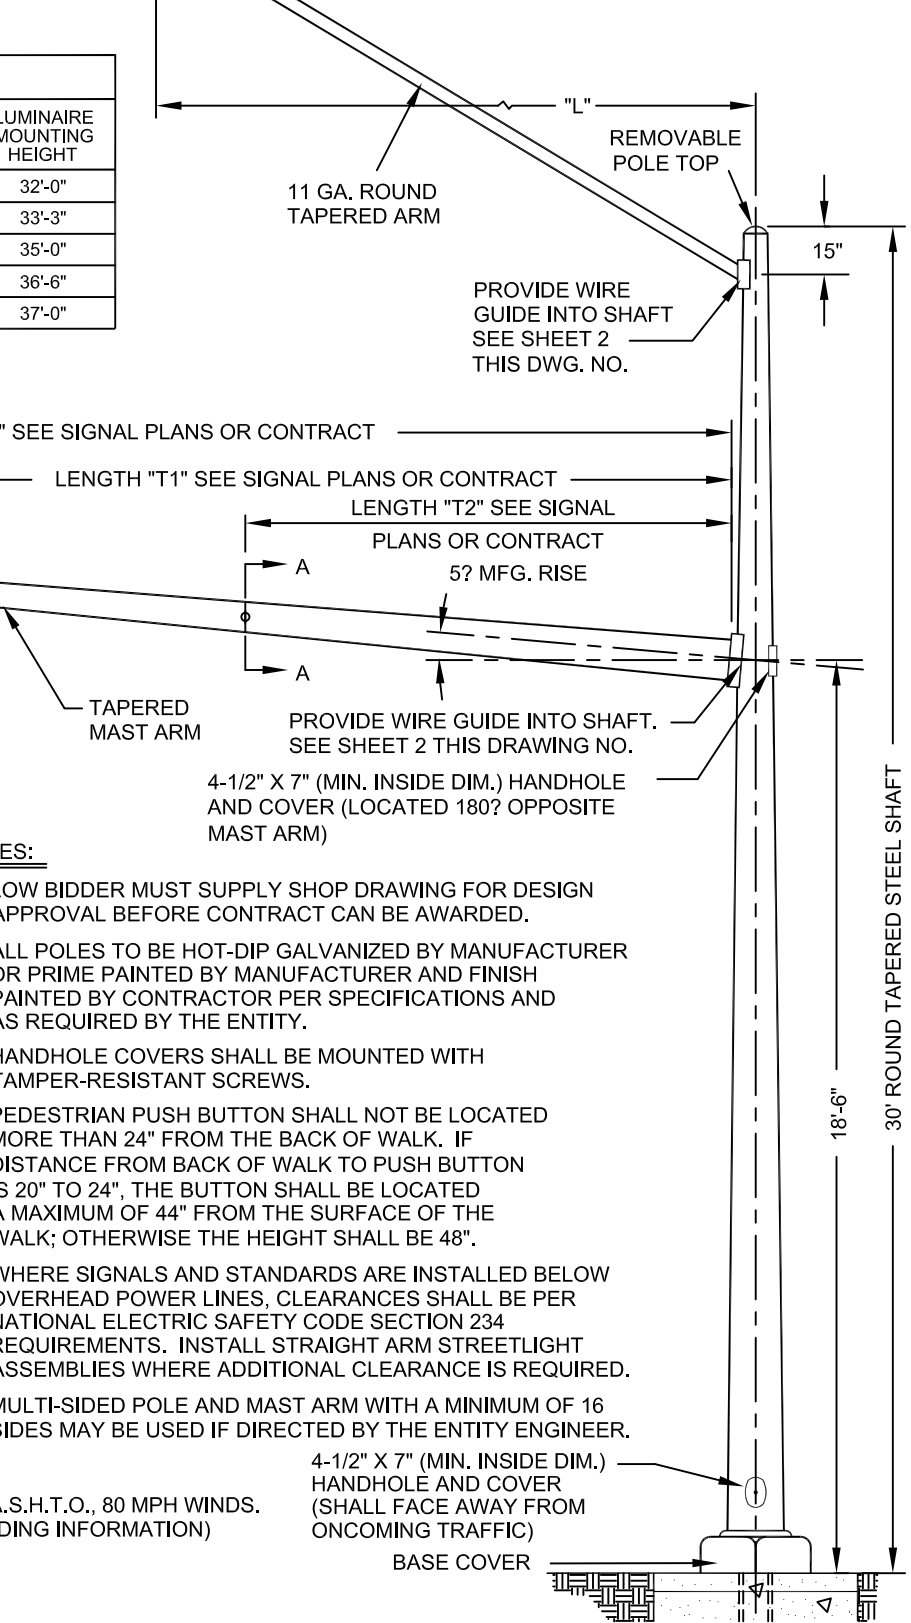 LUMINAIRE
MOUNTING
HEIGHT
32'-0"
33'-3"
35'-0"
36'-6"
37'-0"
"L"
REMOVABLE
POLE TOP
11 GA. ROUND
TAPERED ARM
15"
PROVIDE WIRE
GUIDE INTO SHAFT
SEE SHEET 2
THIS DWG. NO.
" SEE SIGNAL PLANS OR CONTRACT
LENGTH "T1" SEE SIGNAL PLANS OR CONTRACT
LENGTH "T2" SEE SIGNAL
PLANS OR CONTRACT
A
5? MFG. RISE
A
TAPERED
MAST ARM
PROVIDE WIRE GUIDE INTO SHAFT.
SEE SHEET 2 THIS DRAWING NO.
4-1/2" X 7" (MIN. INSIDE DIM.) HANDHOLE
AND COVER (LOCATED 180? OPPOSITE
MAST ARM)
30' ROUND TAPERED STEEL SHAFT
18'-6"
ES:
LOW BIDDER MUST SUPPLY SHOP DRAWING FOR DESIGN
APPROVAL BEFORE CONTRACT CAN BE AWARDED.
ALL POLES TO BE HOT-DIP GALVANIZED BY MANUFACTURER
OR PRIME PAINTED BY MANUFACTURER AND FINISH
PAINTED BY CONTRACTOR PER SPECIFICATIONS AND
AS REQUIRED BY THE ENTITY.
HANDHOLE COVERS SHALL BE MOUNTED WITH
TAMPER-RESISTANT SCREWS.
PEDESTRIAN PUSH BUTTON SHALL NOT BE LOCATED
MORE THAN 24" FROM THE BACK OF WALK. IF
DISTANCE FROM BACK OF WALK TO PUSH BUTTON
IS 20" TO 24", THE BUTTON SHALL BE LOCATED
A MAXIMUM OF 44" FROM THE SURFACE OF THE
WALK; OTHERWISE THE HEIGHT SHALL BE 48".
WHERE SIGNALS AND STANDARDS ARE INSTALLED BELOW
OVERHEAD POWER LINES, CLEARANCES SHALL BE PER
NATIONAL ELECTRIC SAFETY CODE SECTION 234
REQUIREMENTS. INSTALL STRAIGHT ARM STREETLIGHT
ASSEMBLIES WHERE ADDITIONAL CLEARANCE IS REQUIRED.
MULTI-SIDED POLE AND MAST ARM WITH A MINIMUM OF 16
SIDES MAY BE USED IF DIRECTED BY THE ENTITY ENGINEER.
A.S.H.T.O., 80 MPH WINDS.
DING INFORMATION)
4-1/2" X 7" (MIN. INSIDE DIM.)
HANDHOLE AND COVER
(SHALL FACE AWAY FROM
ONCOMING TRAFFIC)
BASE COVER